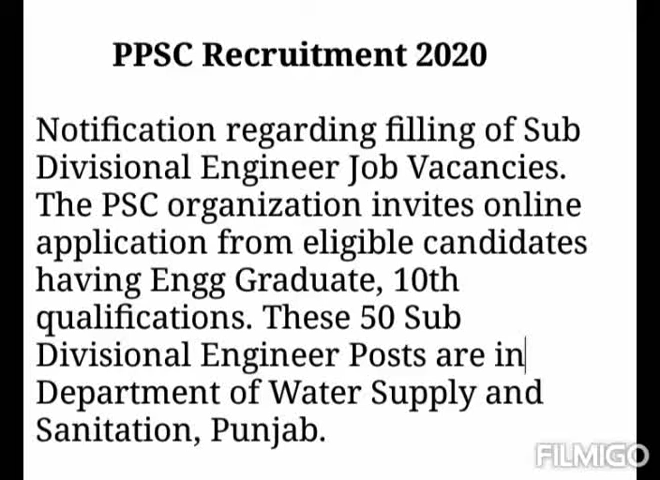 PPSC Recruitment 2020
Notification regarding filling of Sub
Divisional Engineer Job Vacancies.
The PSC organization invites online
application from eligible candidates
having Engg Graduate, 10th
qualifications. These 50 Sub
Divisional Engineer Posts are in
Department of Water Supply and
Sanitation, Punjab.
FILMIGO